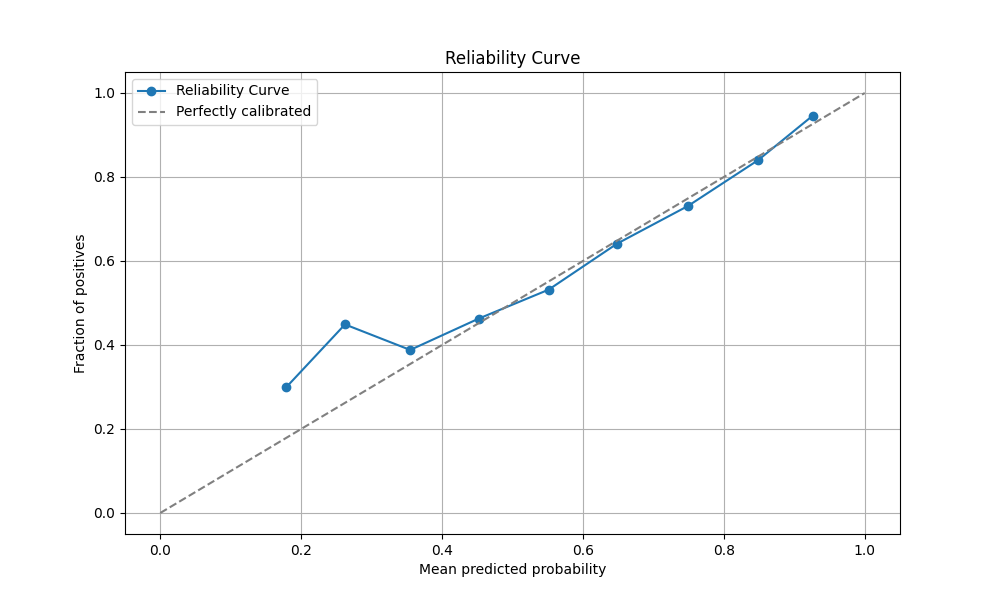 Reliability Curve
Reliability Curve
Perfectly calibrated
1.0
0.8
0.6
0.4
0.2
0.0
Fraction of positives
0.0 0.2 0.4 0.6 0.8 1.0
Mean predicted probability